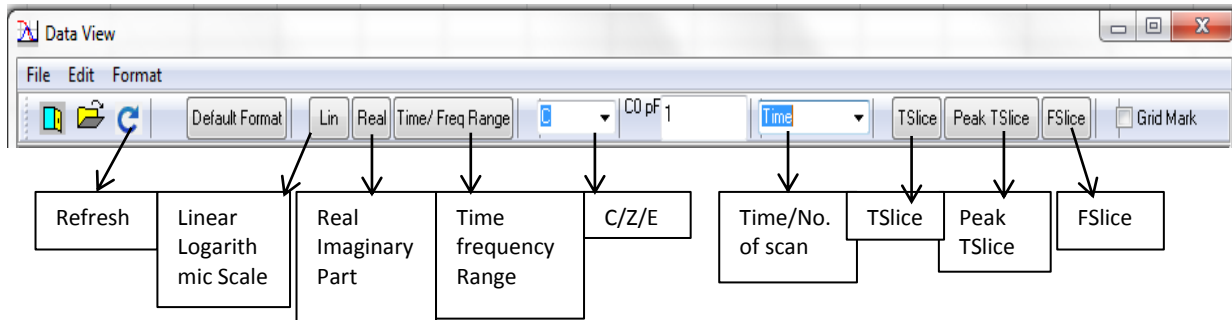 Data View
File Edit Format
Default Format Lin Real Time/ Freq Range C C0 pF 1 Time TSlice Peak TSlice FSlice Grid Mark
Refresh
Linear
Logarith
mic Scale
Real
Imaginary
Part
Time
frequency
Range
C/Z/E
Time/No.
of scan
TSlice
Peak
TSlice
FSlice